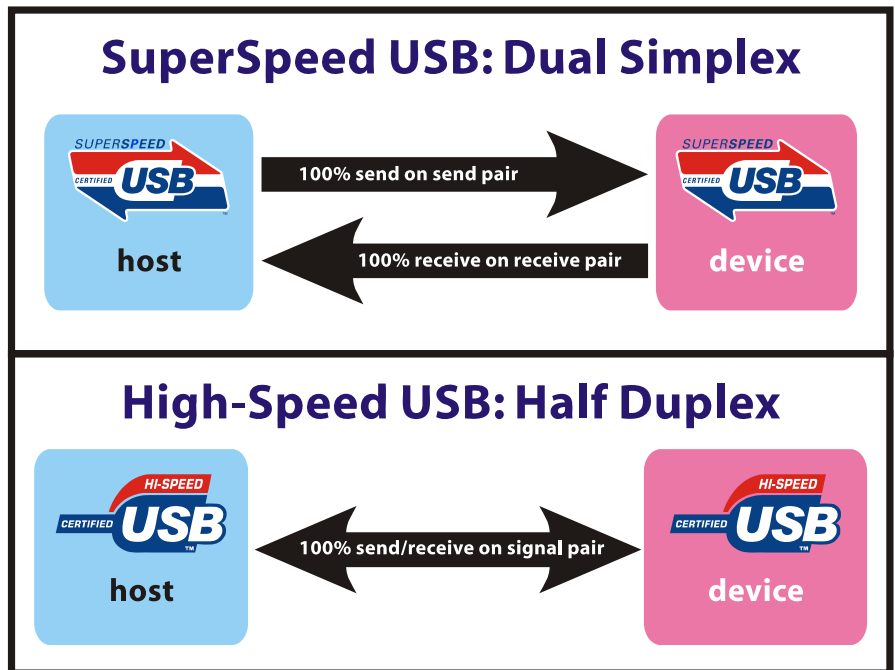 SuperSpeed USB: Dual Simplex
SUPERSPEED
CERTIFIED USB
™
host
100% send on send pair
100% receive on receive pair
SUPERSPEED
CERTIFIED USB
™
device
High-Speed USB: Half Duplex
HI-SPEED
CERTIFIED USB
™
host
100% send/receive on signal pair
HI-SPEED
CERTIFIED USB
™
device